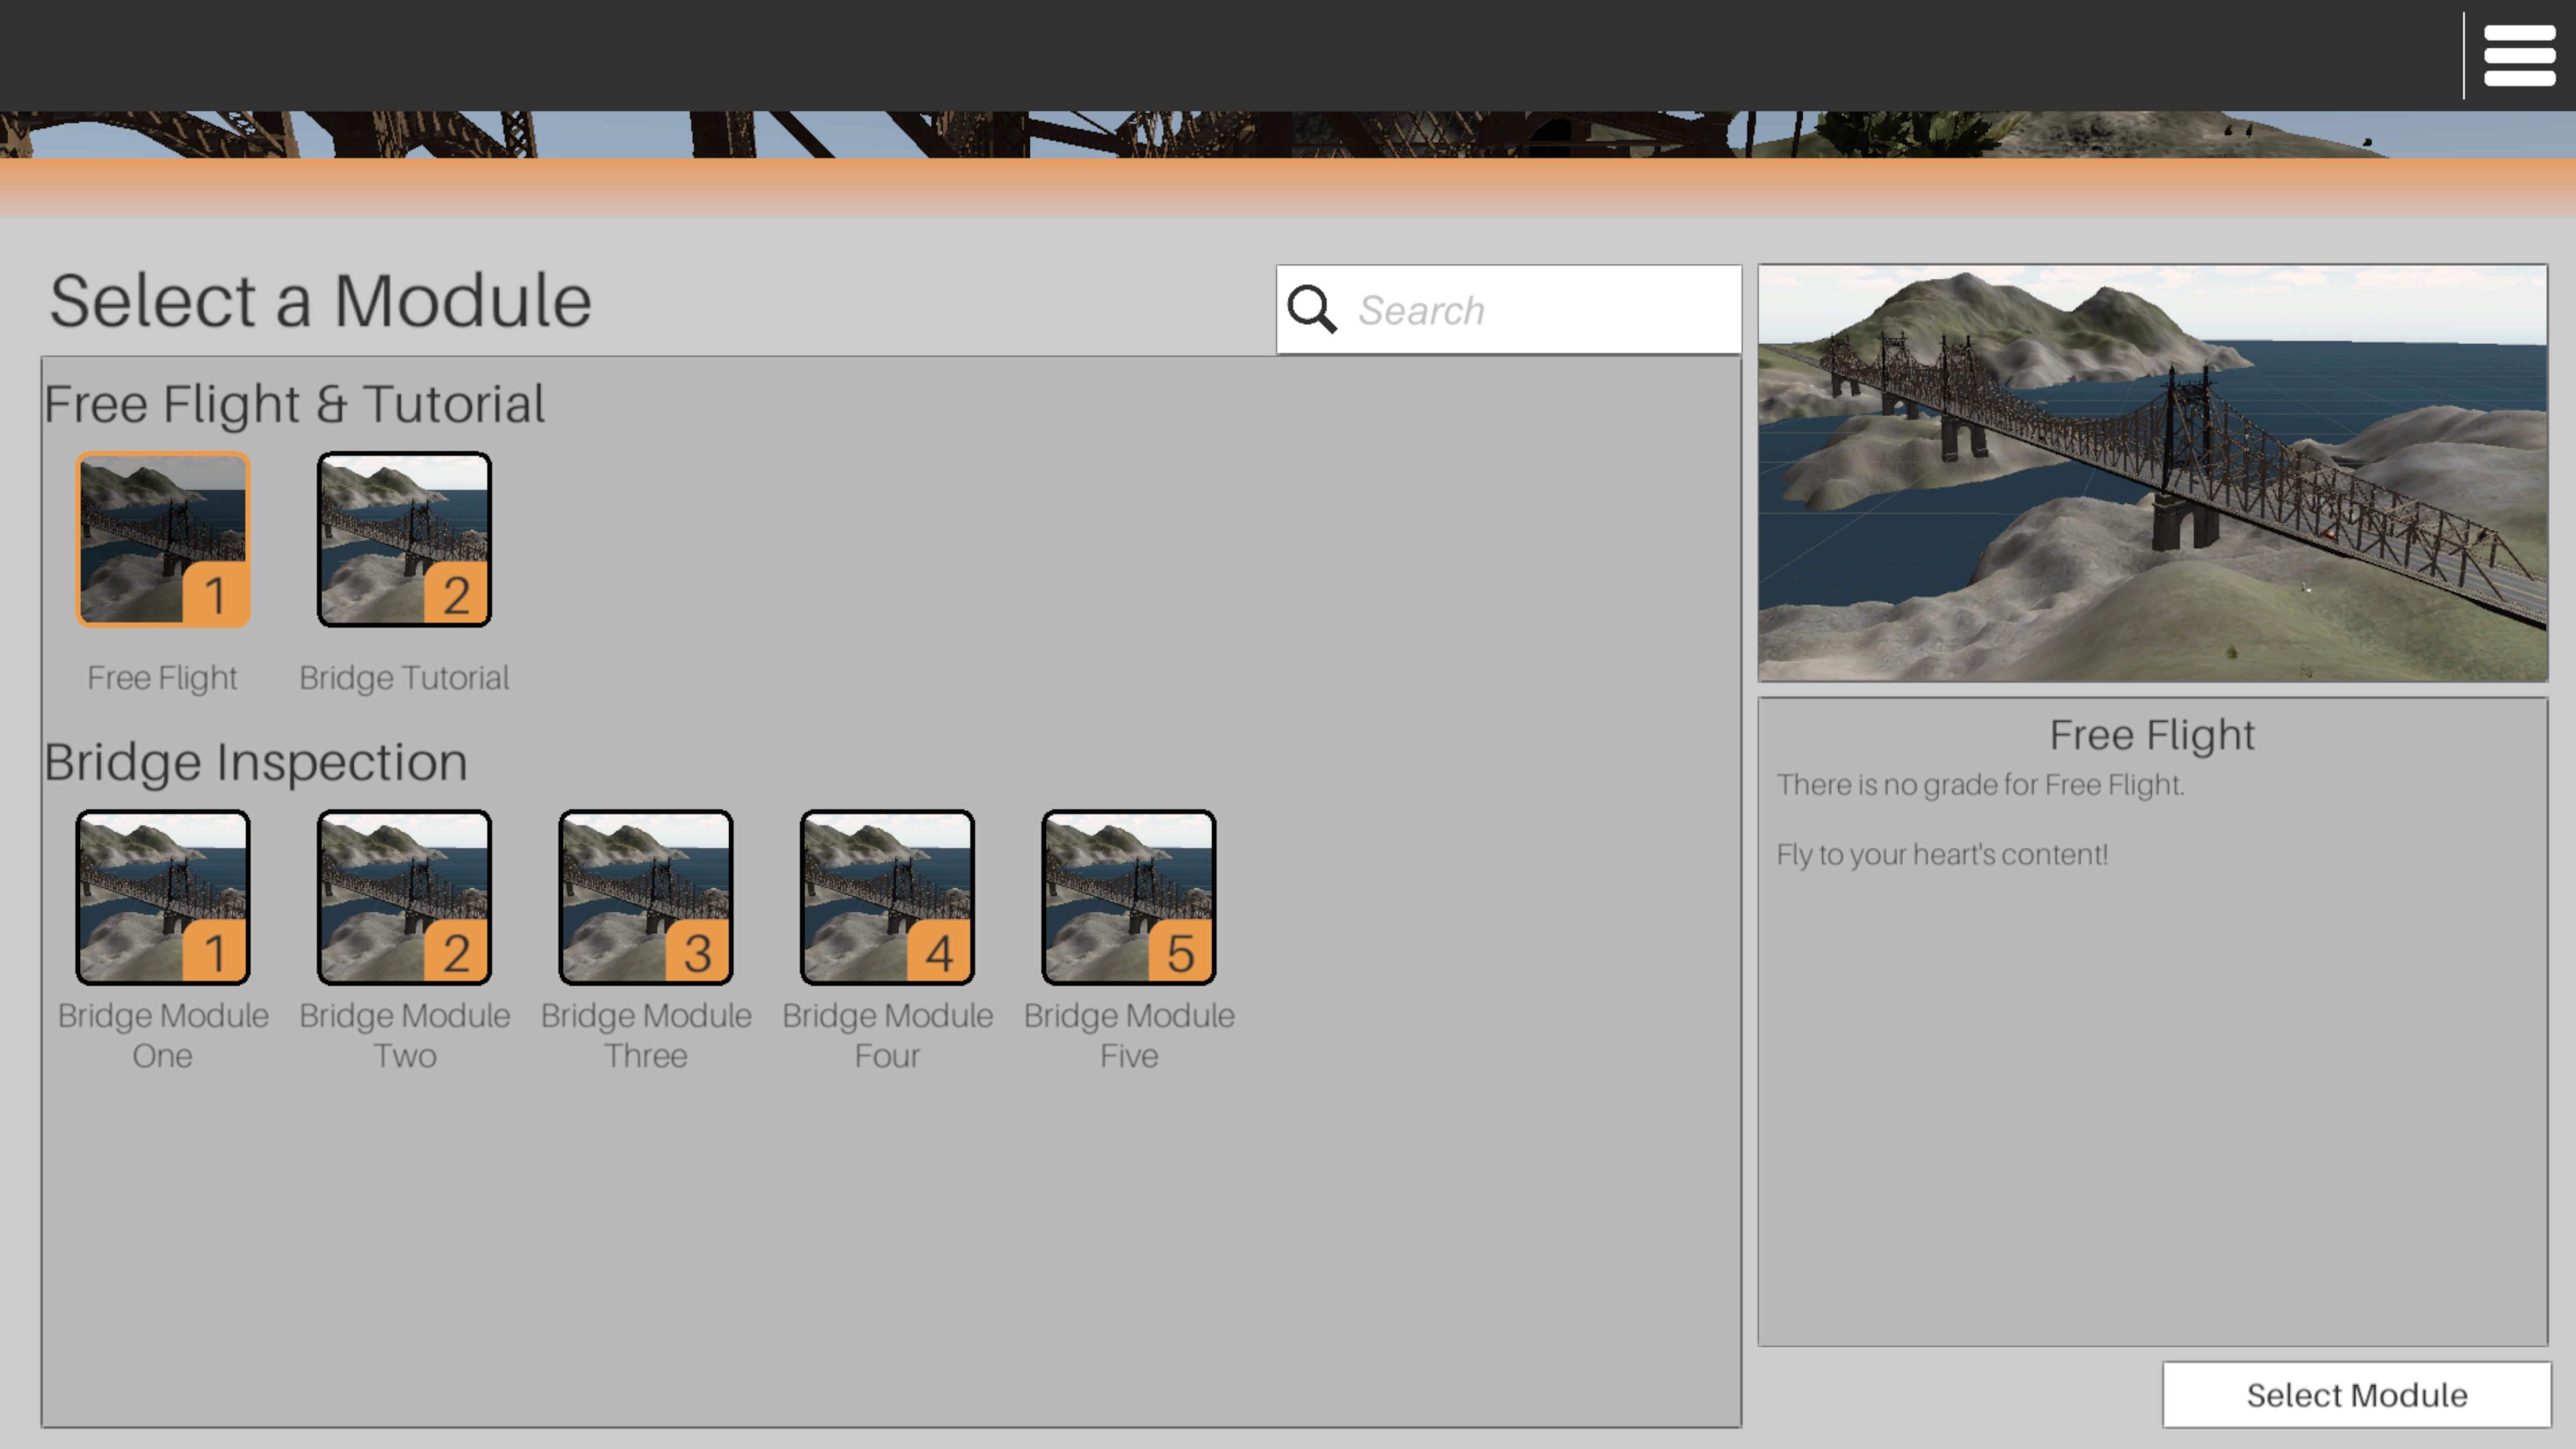 Select a Module
Search
Free Flight & Tutorial
1
2
Free Flight
Bridge Tutorial
Bridge Inspection
1
2
3
4
5
Bridge Module
One
Bridge Module
Two
Bridge Module
Three
Bridge Module
Four
Bridge Module
Five
Free Flight
There is no grade for Free Flight.
Fly to your heart's content!
Select Module